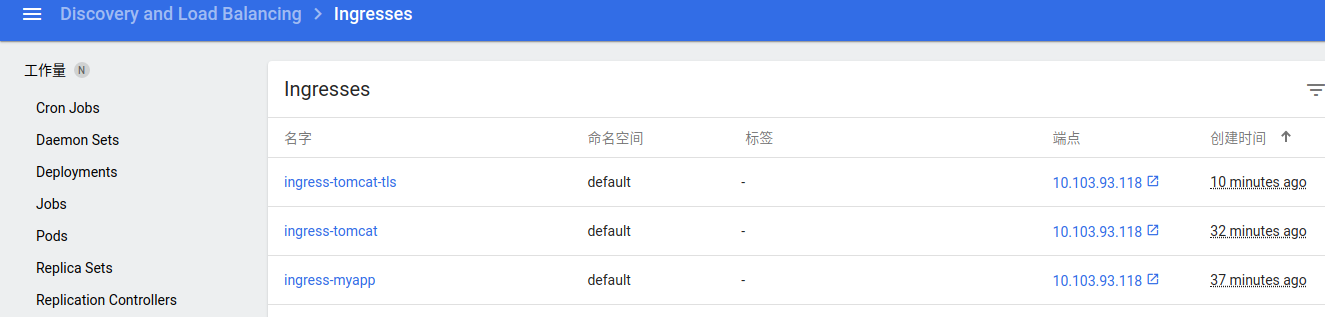 Discovery and Load Balancing > Ingresses
工作量 N
Cron Jobs
Daemon Sets
Deployments
Jobs
Pods
Replica Sets
Replication Controllers
Ingresses
名字 命名空间 标签 端点 创建时间
ingress-tomcat-tls default - 10.103.93.118 10 minutes ago
ingress-tomcat default - 10.103.93.118 32 minutes ago
ingress-myapp default - 10.103.93.118 37 minutes ago